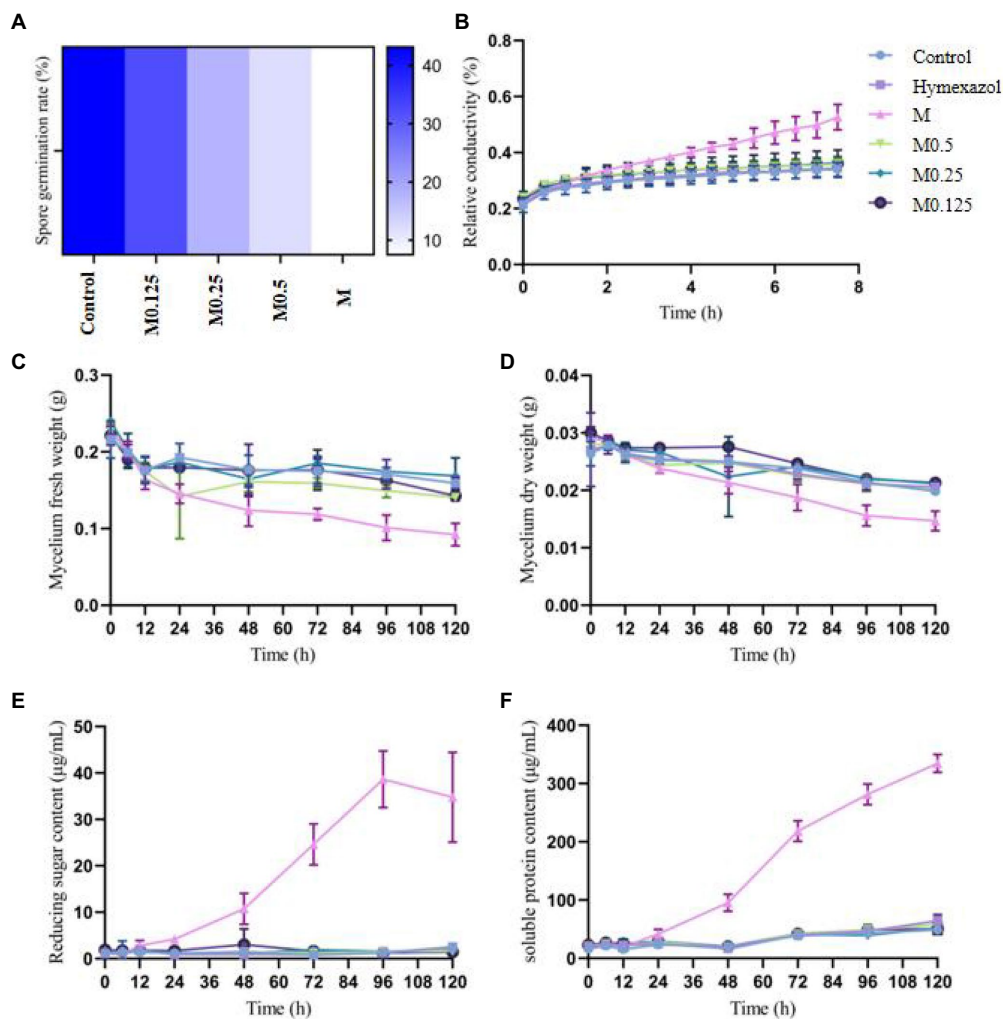 A
Spore germination rate (%)
40
30
20
10
Control
M0.125
M0.25
M0.5
M
B
Relative conductivity (%)
0.8
0.6
0.4
0.2
0.0
0 2 4 6 8
Time (h)
Control
Hymexazol
M
M0.5
M0.25
M0.125
C
Mycelium fresh weight (g)
0.3
0.2
0.1
0.0
0 12 24 36 48 60 72 84 96 108 120
Time (h)
D
Mycelium dry weight (g)
0.04
0.03
0.02
0.01
0.00
0 12 24 36 48 60 72 84 96 108 120
Time (h)
E
Reducing sugar content (μg/mL)
50
40
30
20
10
0
0 12 24 36 48 60 72 84 96 108 120
Time (h)
F
soluble protein content (μg/mL)
400
300
200
100
0
0 12 24 36 48 60 72 84 96 108 120
Time (h)